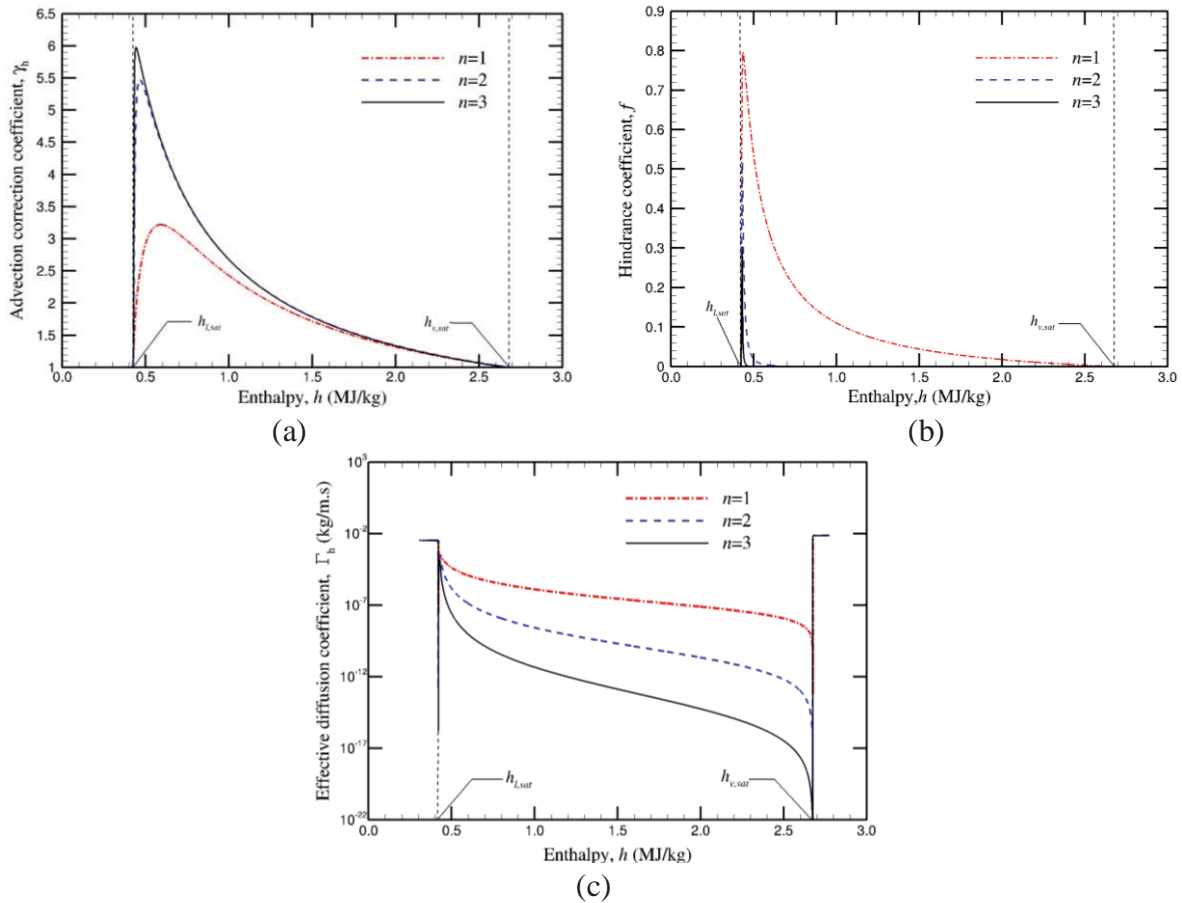 Advection correction coefficient, γh
6.5
6
5.5
5
4.5
4
3.5
3
2.5
2
1.5
1
n=1
n=2
n=3
hl,sat
hv,sat
0.0 0.5 1.0 1.5 2.0 2.5 3.0
Enthalpy, h (MJ/kg)
(a)
Hindrance coefficient, f
0.9
0.8
0.7
0.6
0.5
0.4
0.3
0.2
0.1
0
n=1
n=2
n=3
hl,sat
hv,sat
0.0 0.5 1.0 1.5 2.0 2.5 3.0
Enthalpy,h (MJ/kg)
(b)
Effective diffusion coefficient, Γh (kg/m.s)
10^3
10^-2
10^-7
10^-12
10^-17
10^-22
n=1
n=2
n=3
hl,sat
hv,sat
0.0 0.5 1.0 1.5 2.0 2.5 3.0
Enthalpy, h (MJ/kg)
(c)